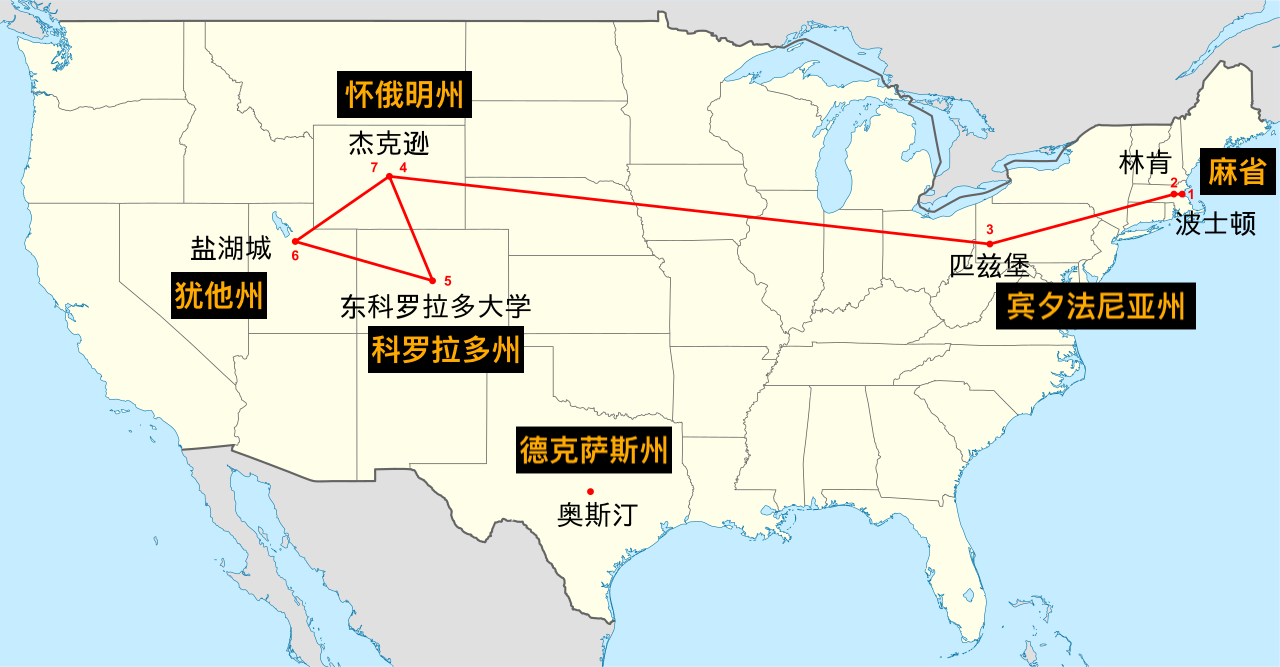 怀俄明州
杰克逊
7 4
林肯
麻省
2
1
波士顿
3
匹兹堡
宾夕法尼亚州
盐湖城
6
犹他州
5
东科罗拉多大学
科罗拉多州
德克萨斯州
奥斯汀